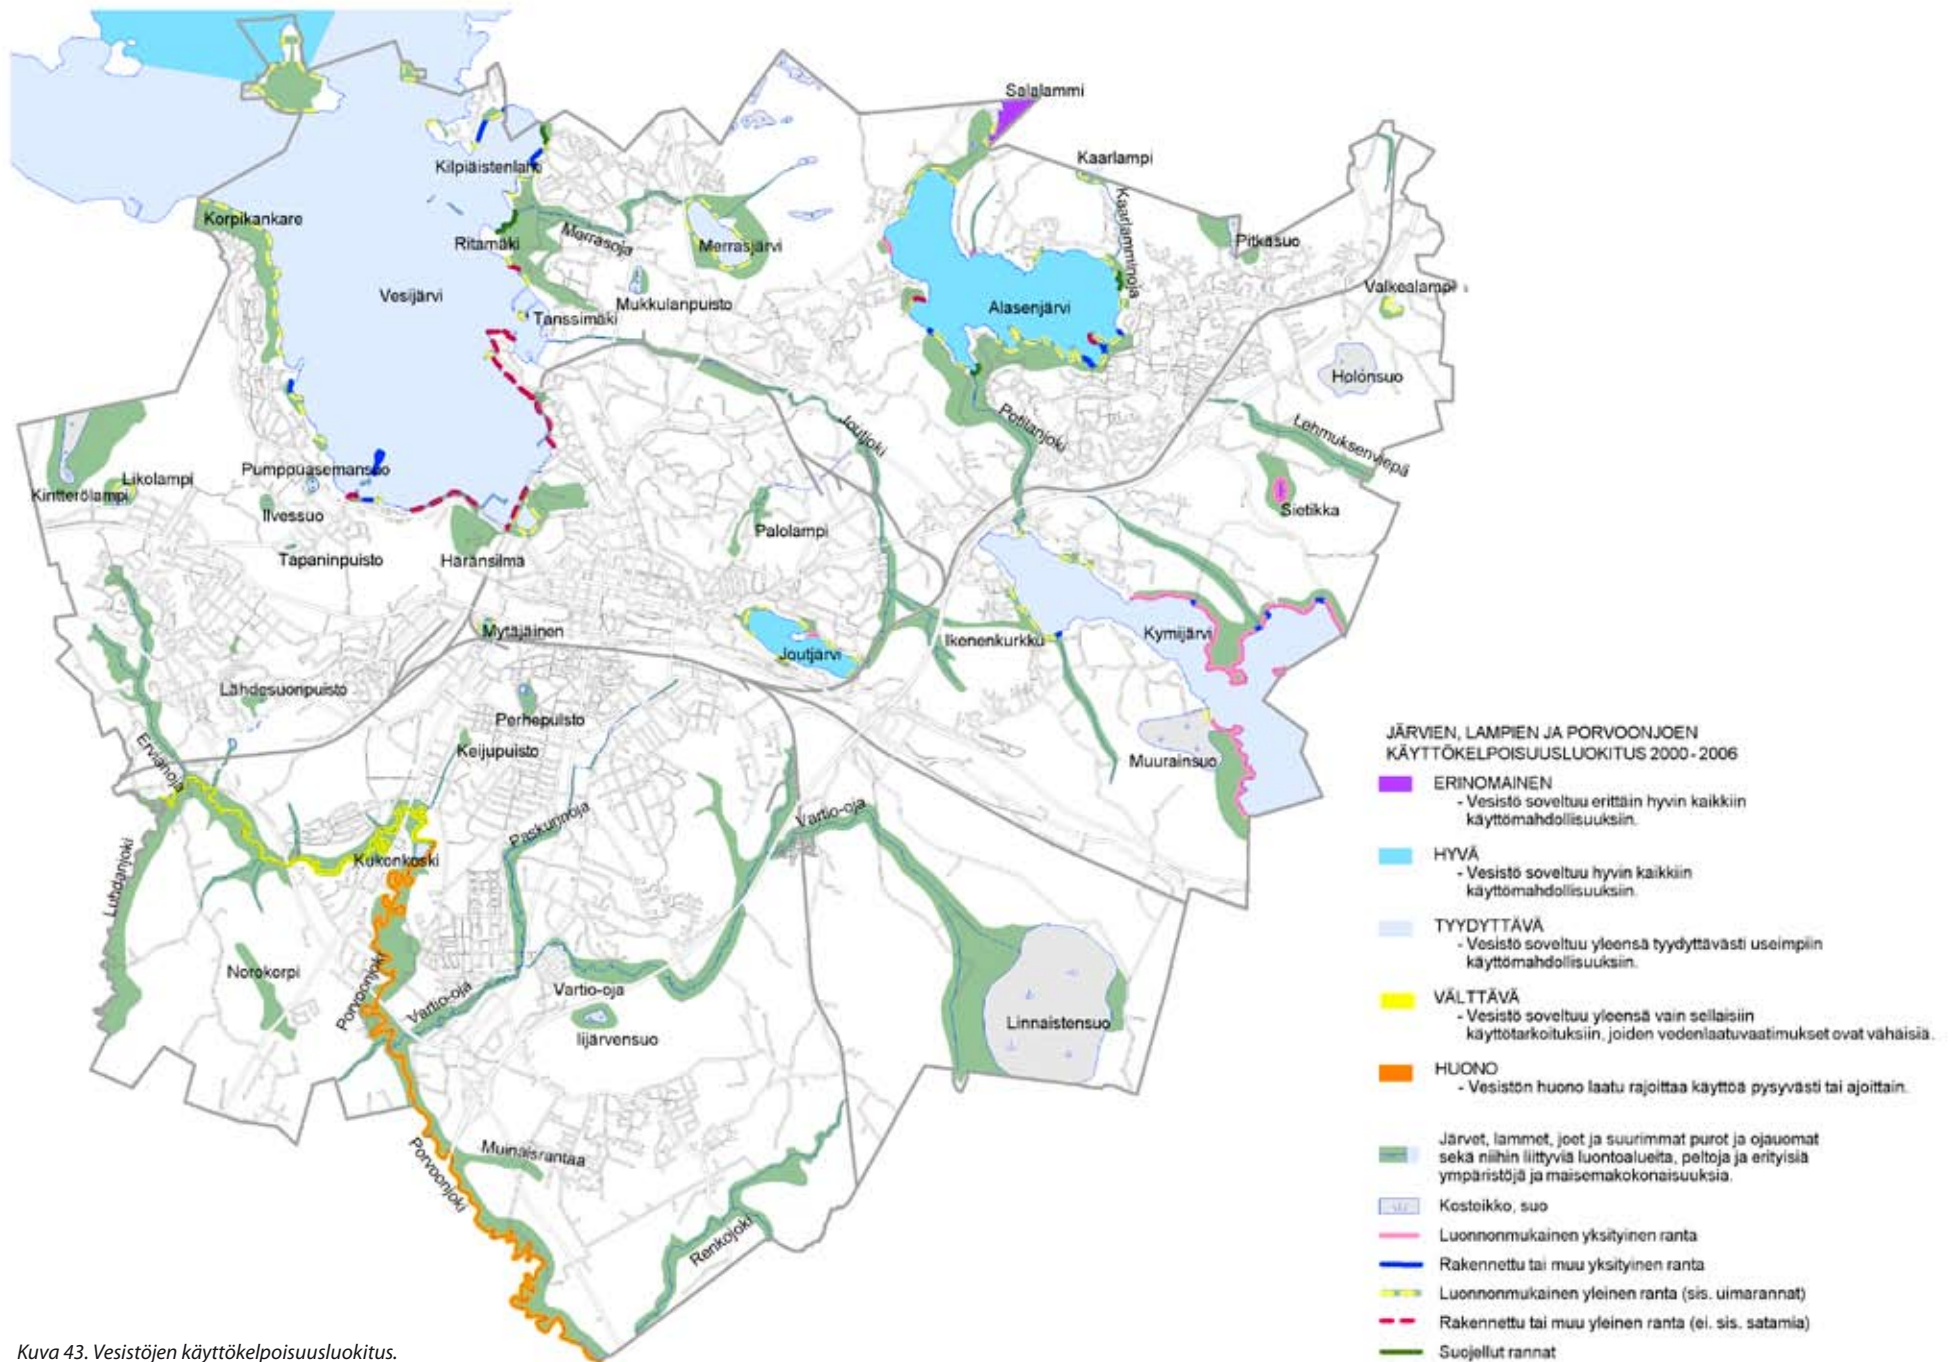 Salalammi
Kaarlampi
Kilpiäistenlahti
Kaarlamminoja
Korpikankare
Merrasoja
Ritamäki
Merrasjärvi
Pitkäsuo
Vesijärvi
Mukkulanpuisto
Valkealampi
Tanssimäki
Alasenjärvi
Holonsuo
Joutjoki
Potilanjoki
Lehmuksenviepä
Pumppuasemansuo
Likolampi
Kintterölampi
Ilvessuo
Sietikka
Palolampi
Tapaninpuisto
Häränsilmä
Mytäjäinen
Ikenenkurkku
Kymijärvi
Joutjärvi
Lähdesuonpuisto
Perhepuisto
Keijupuisto
Ervianoja
Muurainsuo
Paskurinoja
Vartio-oja
Luhdanjoki
Kukonkoski
Norokorpi
Porvoonjoki
Vartio-oja
Vartio-oja
Iijärvensuo
Linnaistensuo
Porvoonjoki
Muinaisrantaa
Renkojoki
JÄRVIEN, LAMPIEN JA PORVOONJOEN
KÄYTTÖKELPOISUUSLUOKITUS 2000 - 2006
ERINOMAINEN
- Vesistö soveltuu erittäin hyvin kaikkiin
käyttömahdollisuuksiin.
HYVÄ
- Vesistö soveltuu hyvin kaikkiin
käyttömahdollisuuksiin.
TYYDYTTÄVÄ
- Vesistö soveltuu yleensä tyydyttävästi useimpiin
käyttömahdollisuuksiin.
VÄLTTÄVÄ
- Vesistö soveltuu yleensä vain sellaisiin
käyttötarkoituksiin, joiden vedenlaatuvaatimukset ovat vähäisiä.
HUONO
- Vesistön huono laatu rajoittaa käyttöä pysyvästi tai ajoittain.
Järvet, lammet, joet ja suurimmat purot ja ojauomat
sekä niihin liittyviä luontoalueita, peltoja ja erityisiä
ympäristöjä ja maisemakokonaisuuksia.
Kosteikko, suo
Luonnonmukainen yksityinen ranta
Rakennettu tai muu yksityinen ranta
Luonnonmukainen yleinen ranta (sis. uimarannat)
Rakennettu tai muu yleinen ranta (ei. sis. satamia)
Suojellut rannat
Kuva 43. Vesistöjen käyttökelpoisuusluokitus.